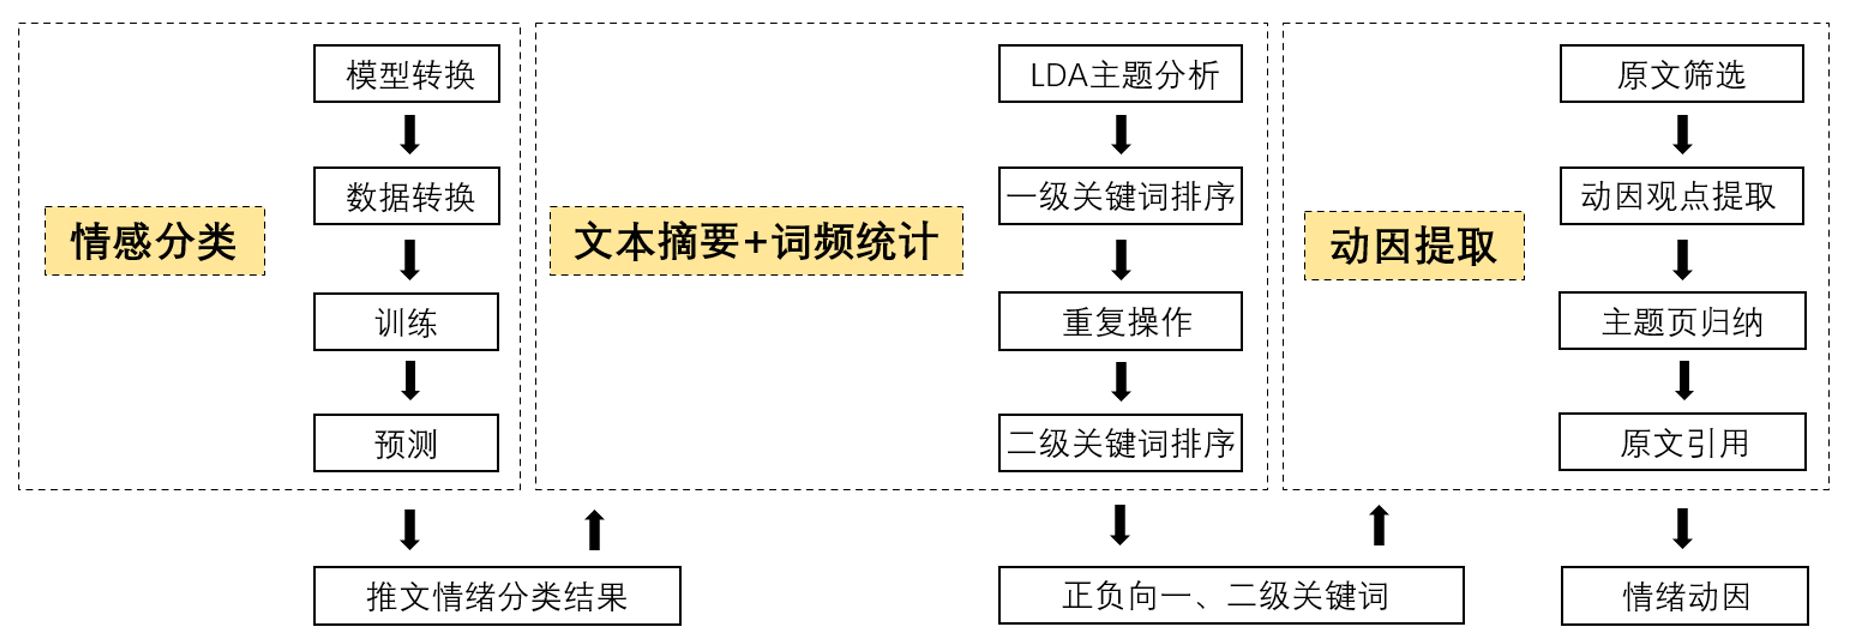 情感分类
模型转换
数据转换
训练
预测
推文情绪分类结果
文本摘要+词频统计
LDA主题分析
一级关键词排序
重复操作
二级关键词排序
正负向一、二级关键词
动因提取
原文筛选
动因观点提取
主题页归纳
原文引用
情绪动因